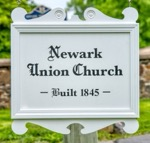 Newark
Union Church
– Built 1845 –